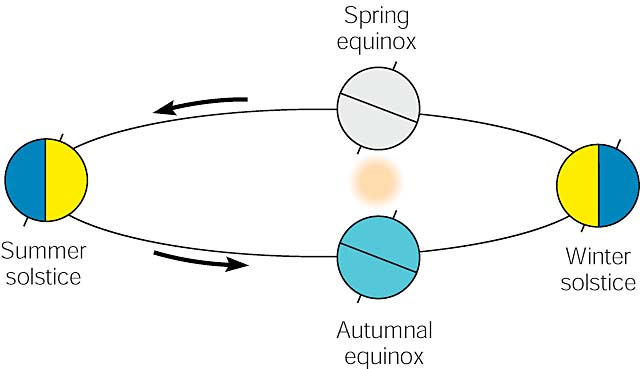 Spring
equinox
Summer
solstice
Winter
solstice
Autumnal
equinox